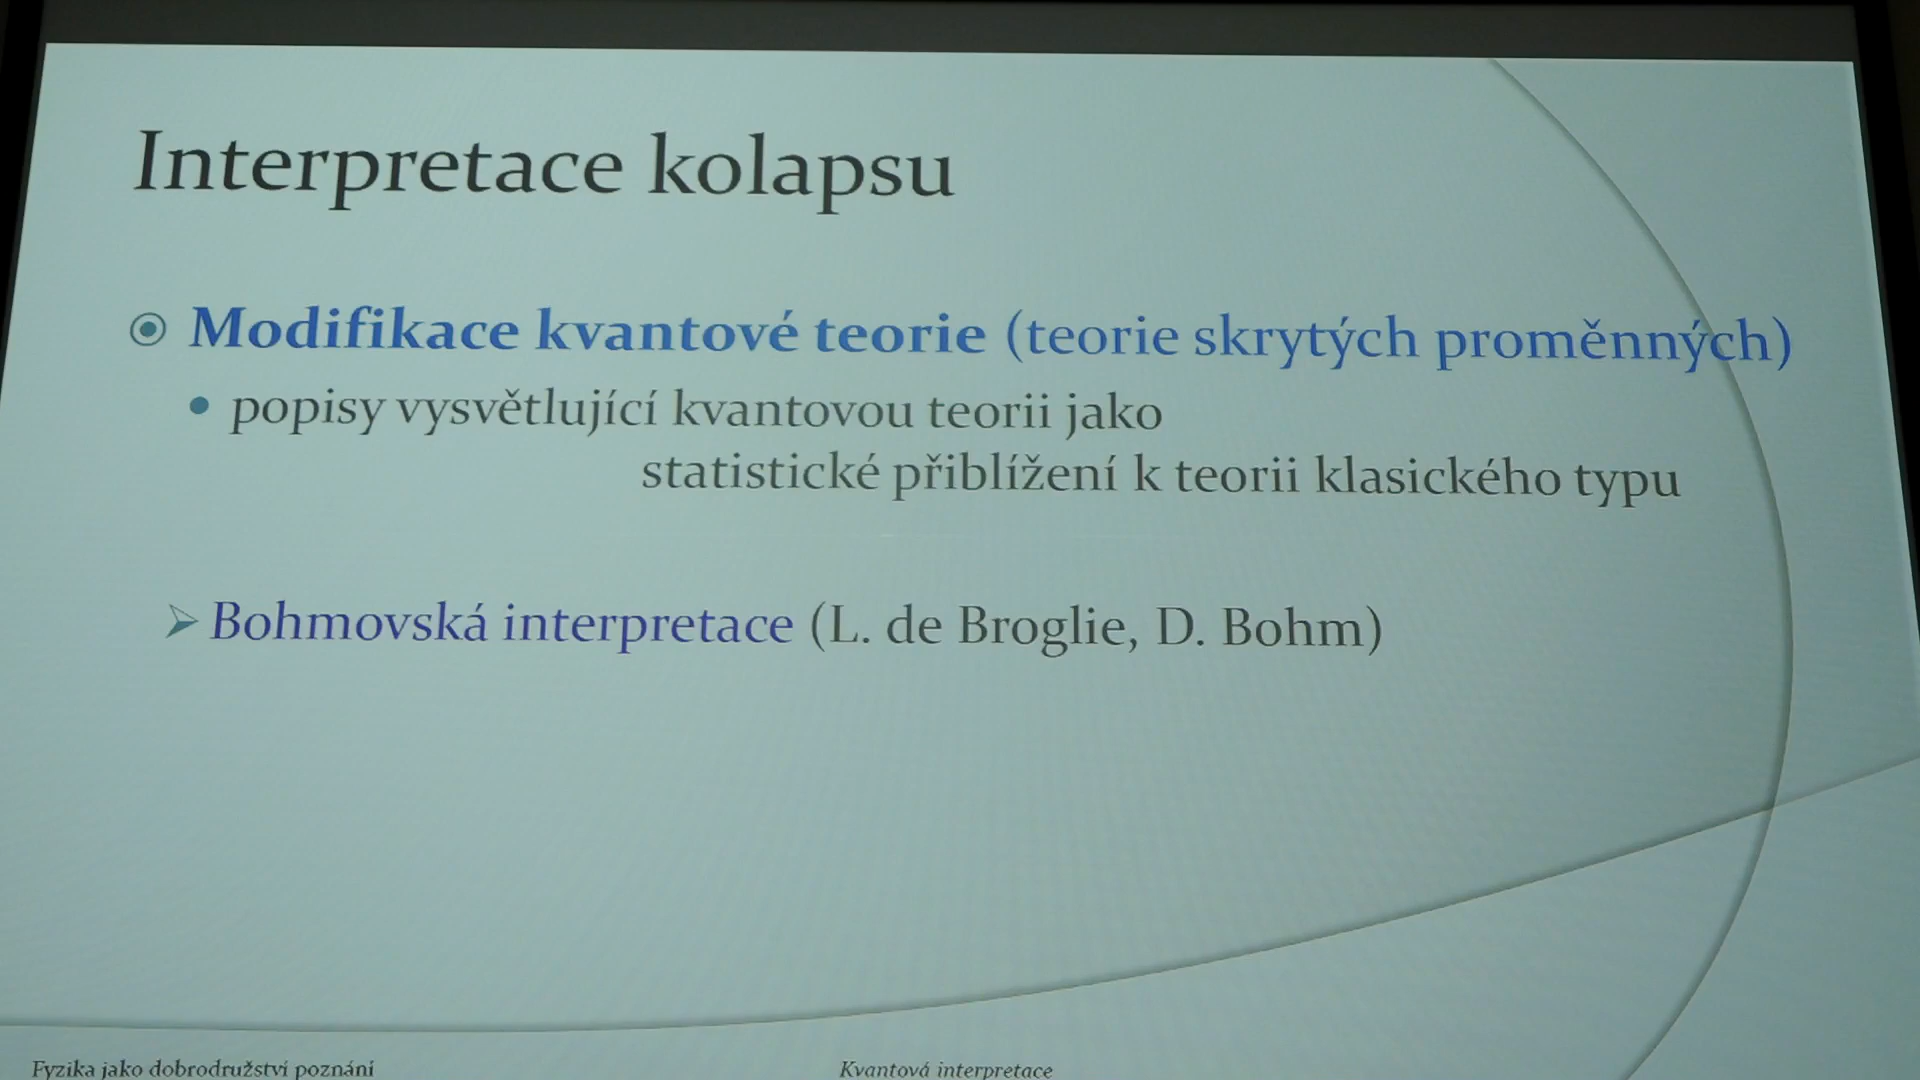 Interpretace kolapsu
Modifikace kvantové teorie (teorie skrytých proměnných)
popisy vysvětlující kvantovou teorii jako
statistické přiblížení k teorii klasického typu
Bohmovská interpretace (L. de Broglie, D. Bohm)
Fyzika jako dobrodružství poznání
Kvantová interpretace